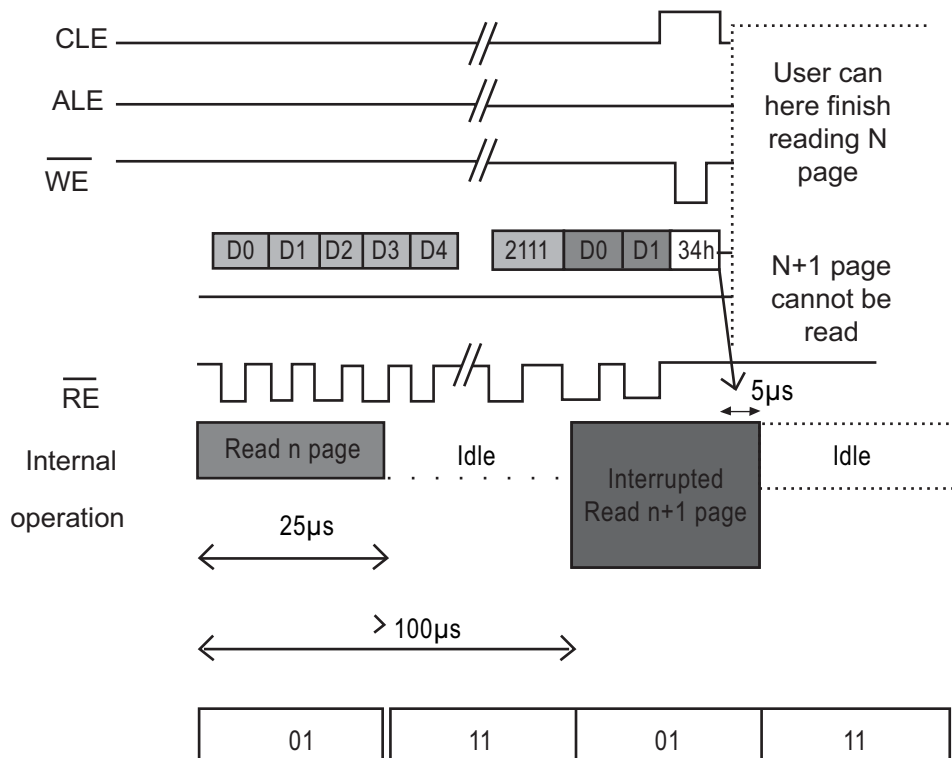 CLE
ALE
WE
User can
here finish
reading N
page
D0 D1 D2 D3 D4 2111 D0 D1 34h
N+1 page
cannot be
read
RE
5µs
Internal
operation
Read n page
Idle
Interrupted
Read n+1 page
Idle
25µs
> 100µs
01 11 01 11